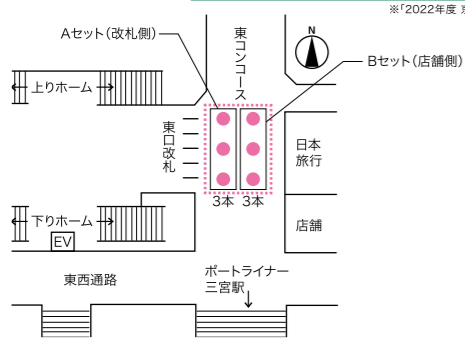 ※「2022年度
Aセット（改札側）
東コンコース
N
Bセット（店舗側）
上りホーム
東口改札
日本
旅行
3本 3本
下りホーム
店舗
EV
東西通路
ポートライナー
三宮駅